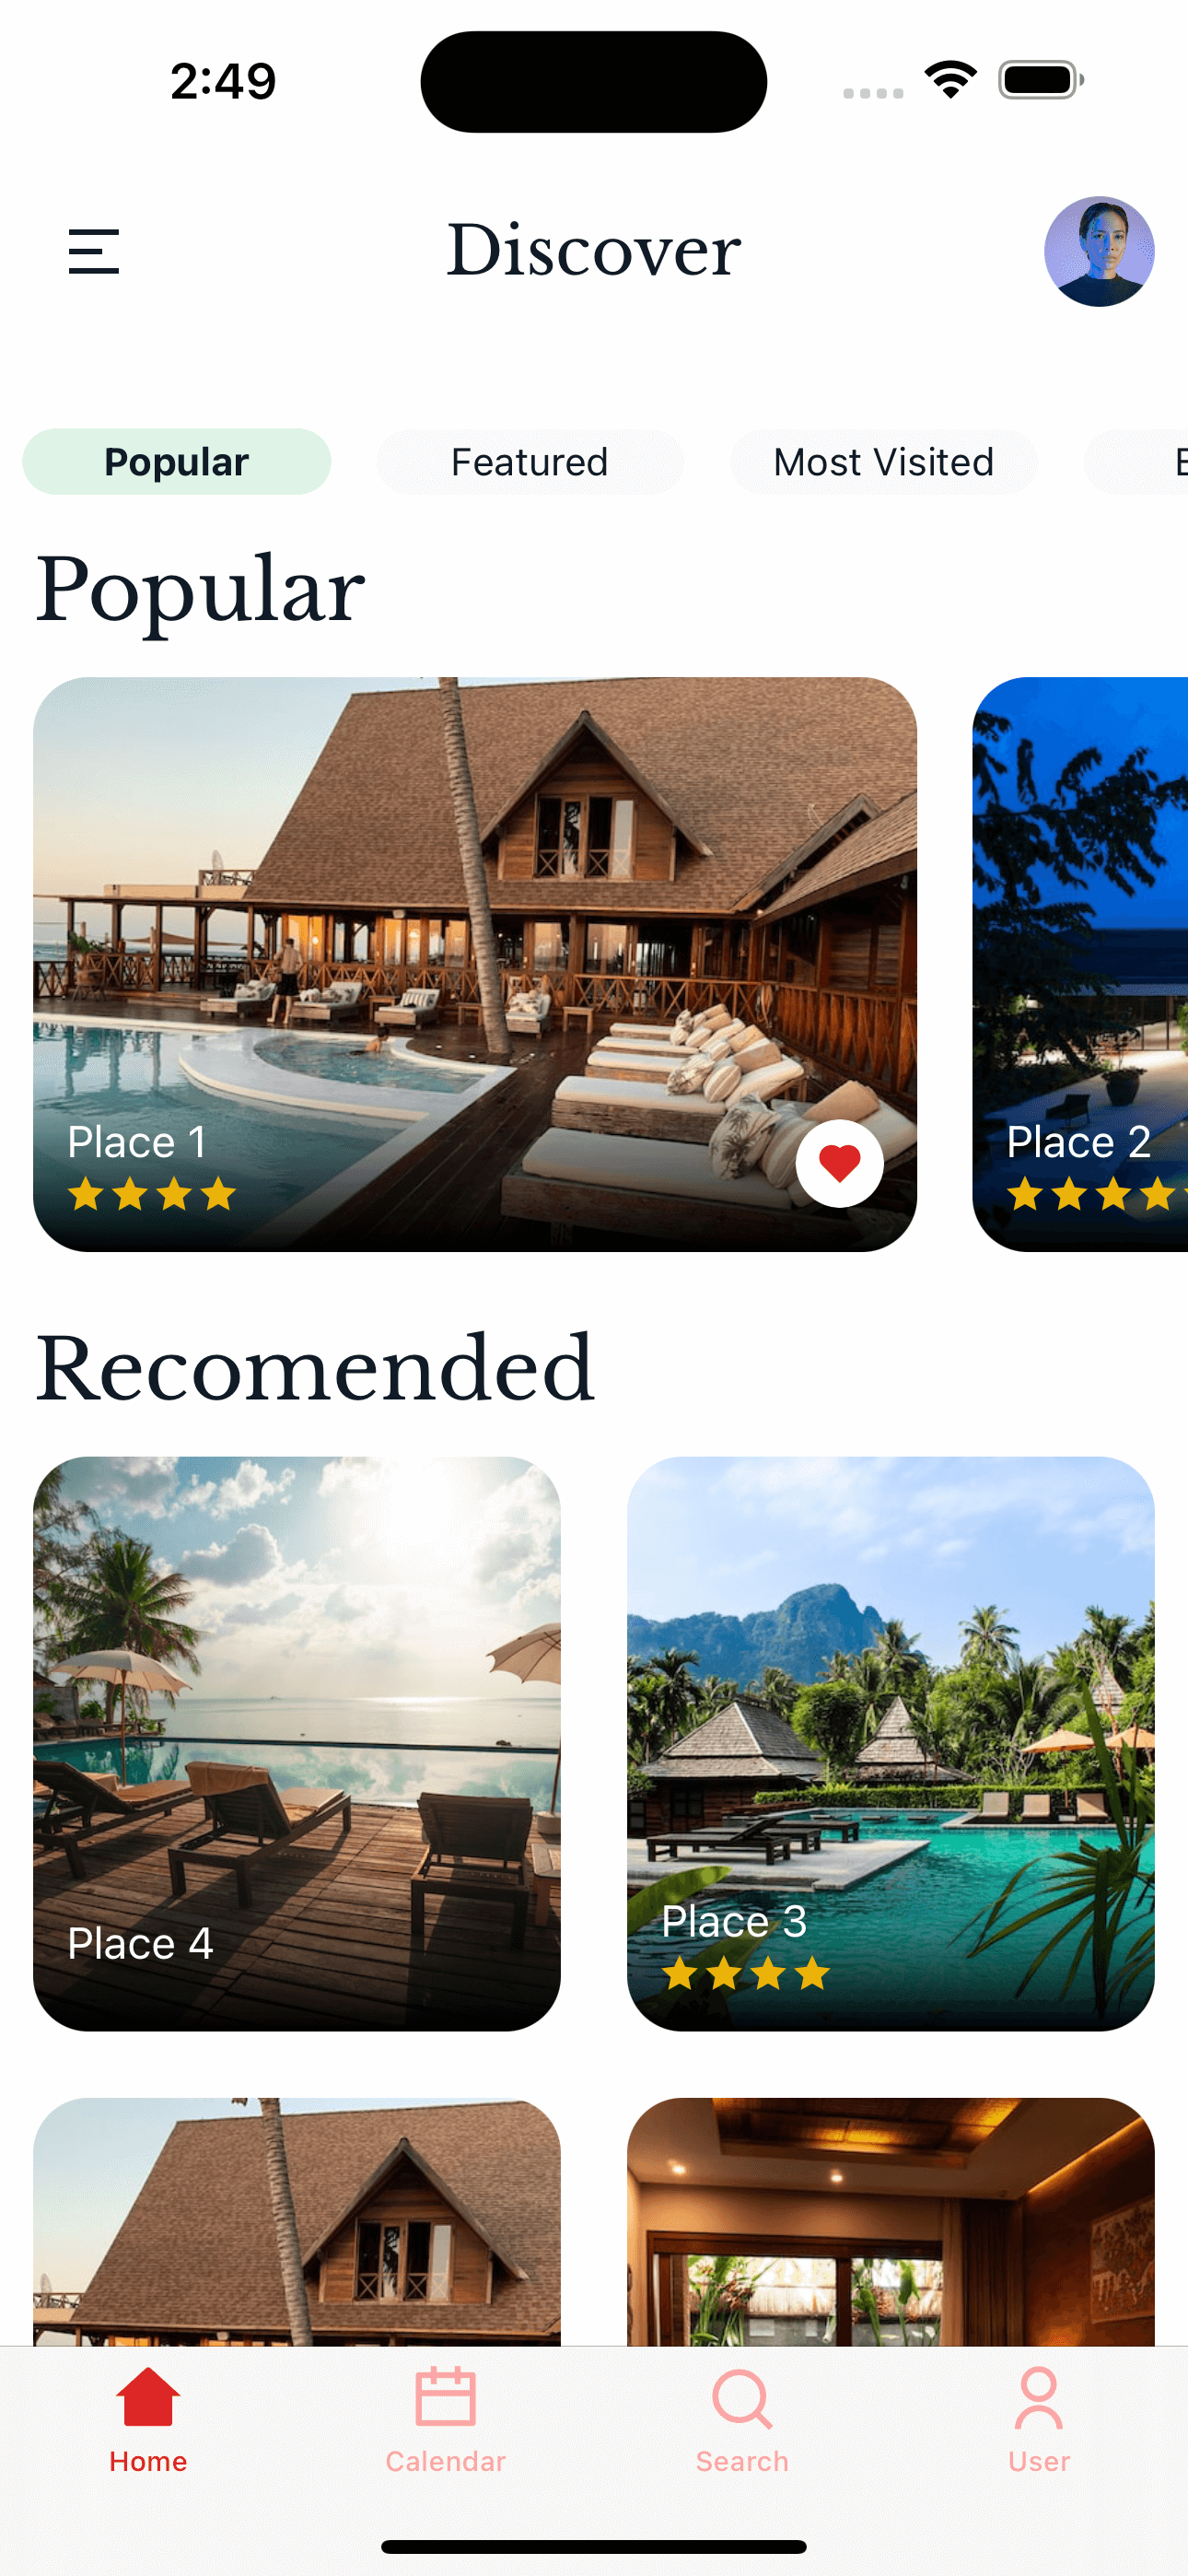 2:49
Discover
Popular
Featured
Most Visited
Popular
Place 1
Place 2
Recomended
Place 4
Place 3
Home
Calendar
Search
User